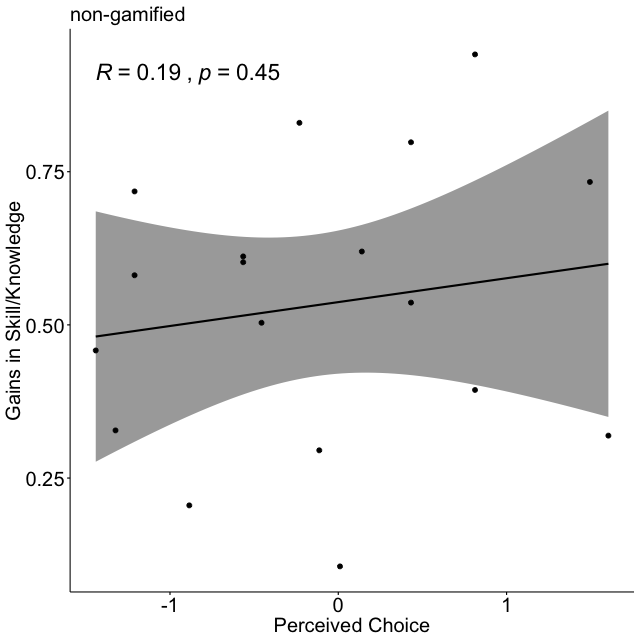 non-gamified
R = 0.19 , p = 0.45
Gains in Skill/Knowledge
0.75
0.50
0.25
-1 0 1
Perceived Choice